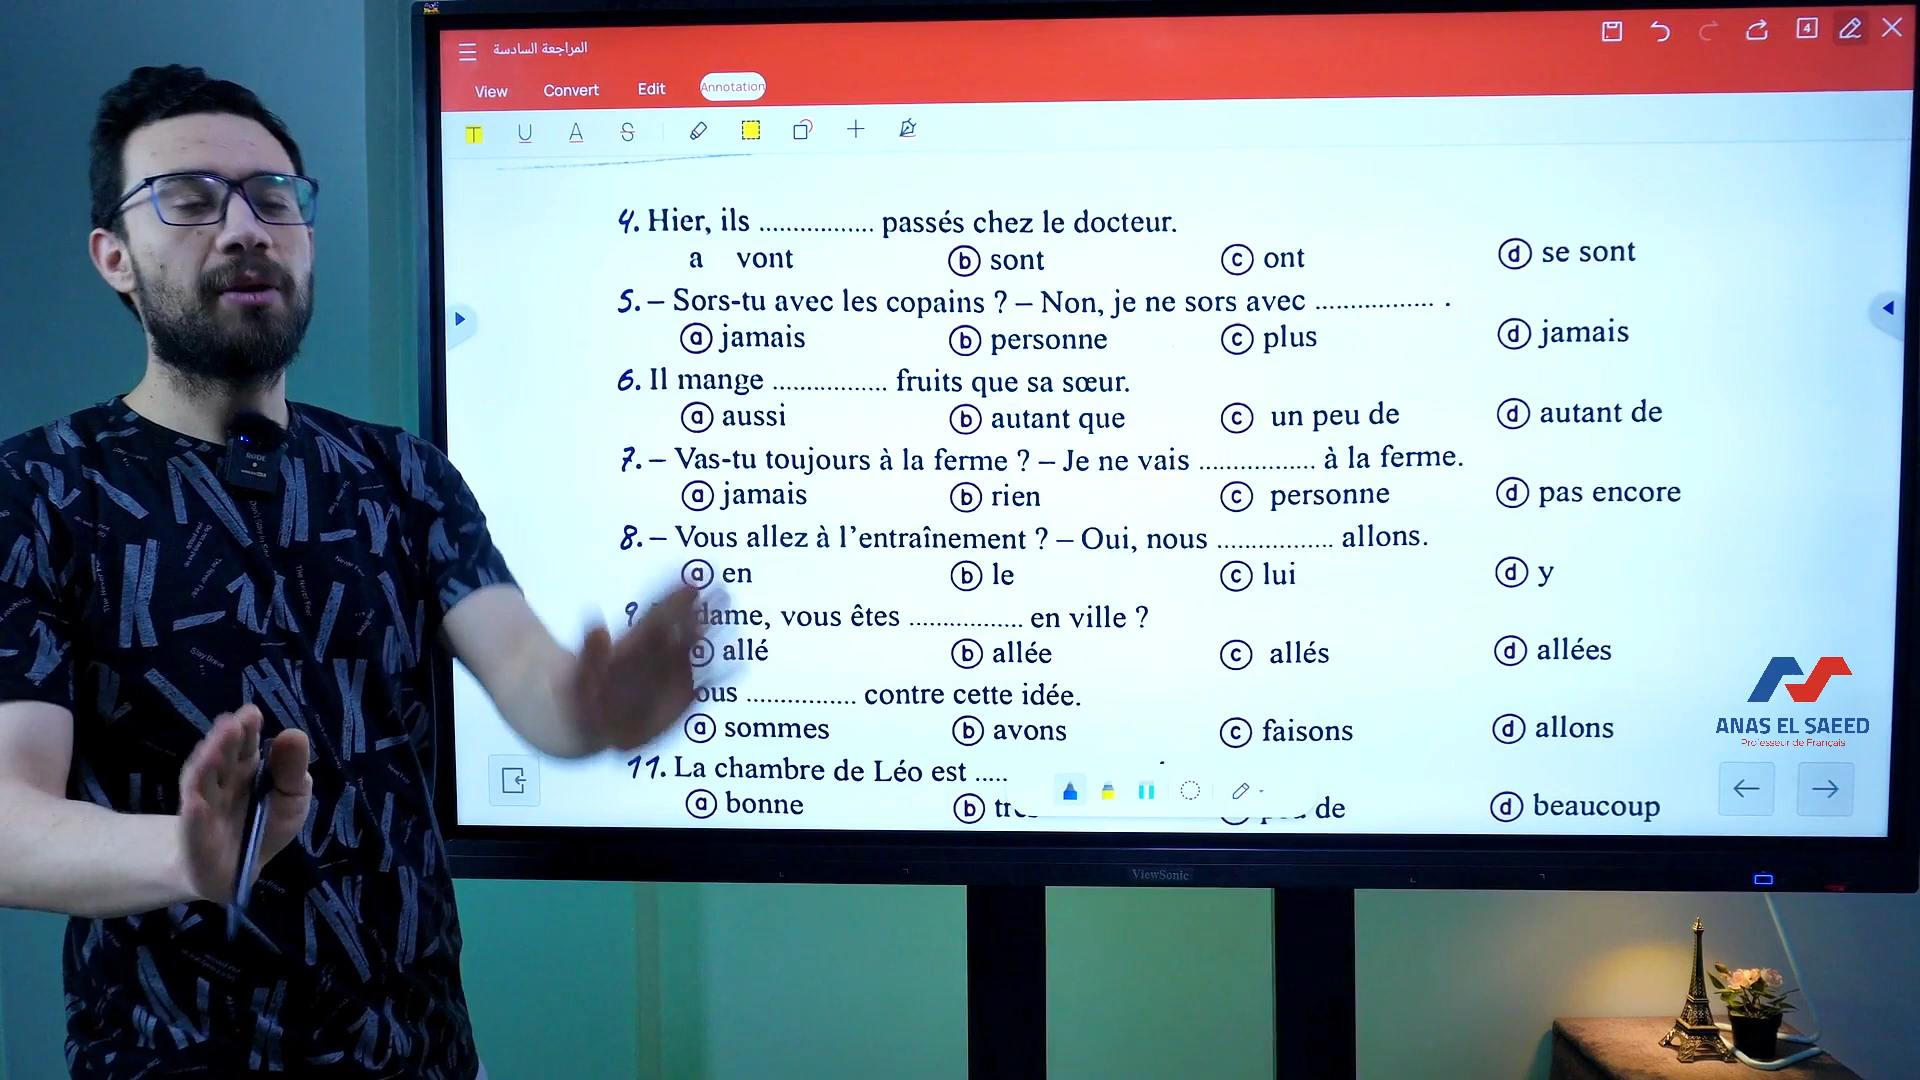 المراجعة السادسة
View Convert Edit Annotation
4. Hier, ils ................. passés chez le docteur.
a vont b sont c ont d se sont
5. – Sors-tu avec les copains ? – Non, je ne sors avec ................. .
a jamais b personne c plus d jamais
6. Il mange ................. fruits que sa sœur.
a aussi b autant que c un peu de d autant de
7. – Vas-tu toujours à la ferme ? – Je ne vais ................. à la ferme.
a jamais b rien c personne d pas encore
8. – Vous allez à l’entraînement ? – Oui, nous ................. allons.
a en b le c lui d y
9. dame, vous êtes ................. en ville ?
a allé b allée c allés d allées
ous ................. contre cette idée.
a sommes b avons c faisons d allons
11. La chambre de Léo est .....
a bonne b de d beaucoup
ANAS EL SAEED
Professeur de Français
ViewSonic
RODE